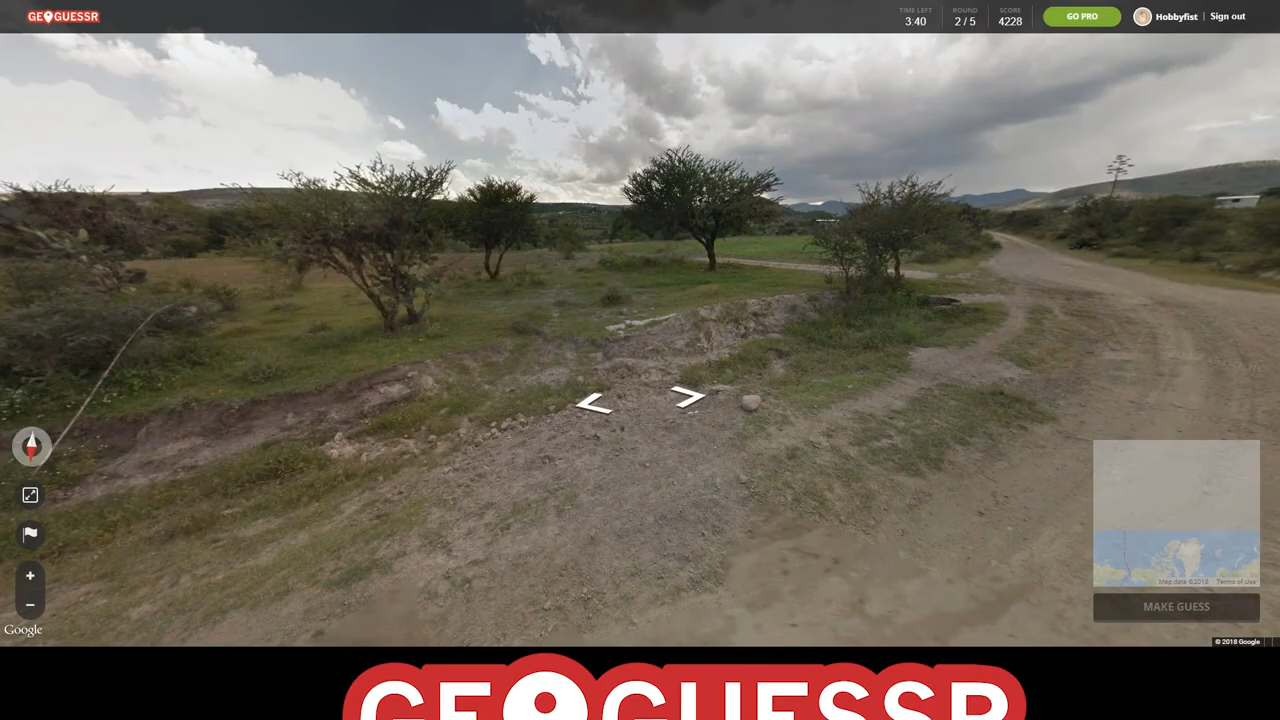 GEOGUESSR
TIME LEFT
3:40
ROUND
2 / 5
SCORE
4228
GO PRO
Hobbyfist | Sign out
+
−
Google
Map data ©2018 Terms of Use
MAKE GUESS
© 2018 Google
GEOGUESSR